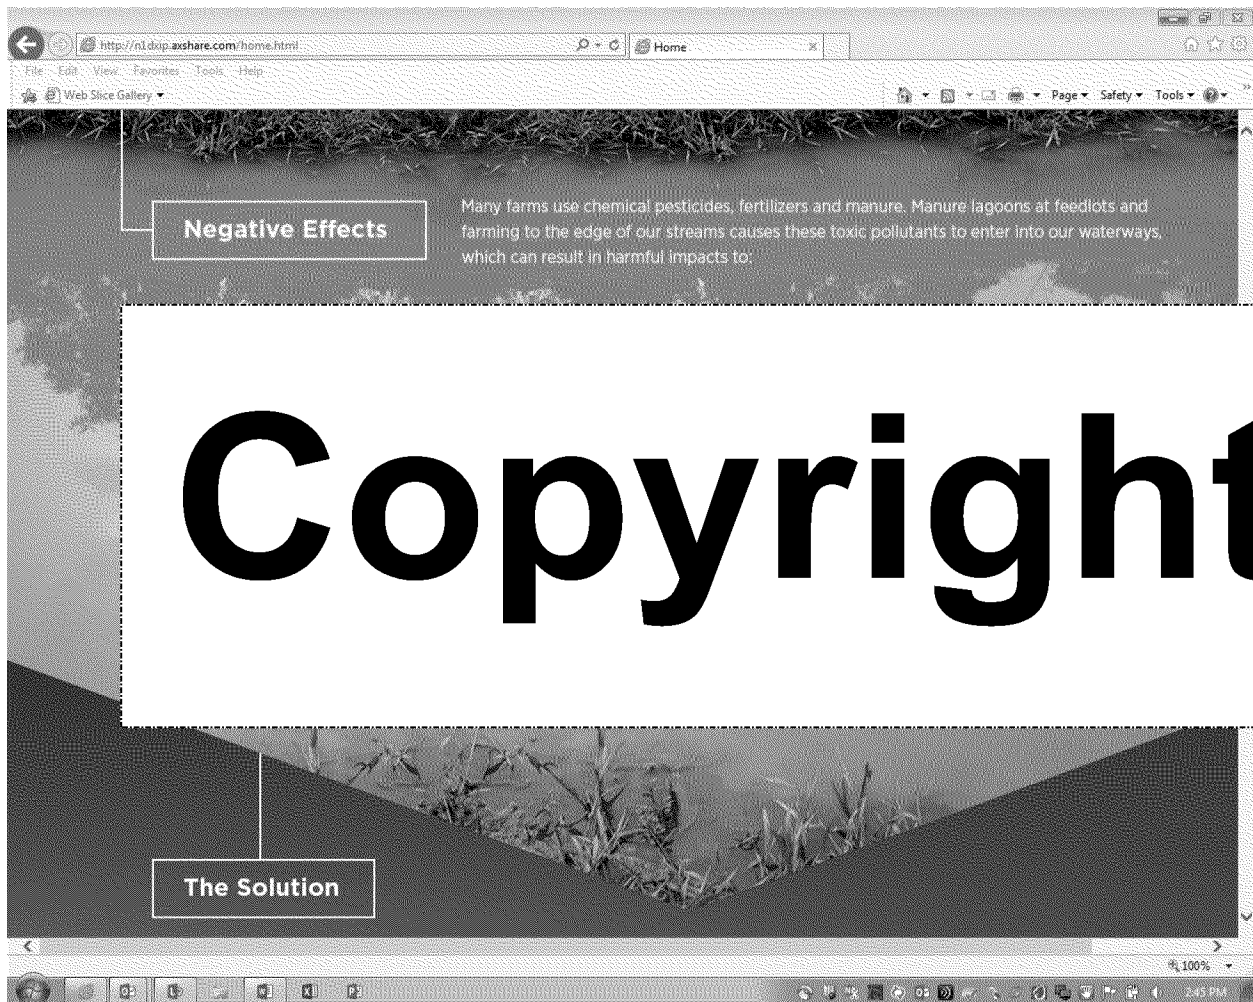 http://n1dxip.axshare.com/home.html
Home
File Edit View Favorites Tools Help
Web Slice Gallery
Page Safety Tools
Negative Effects
Many farms use chemical pesticides, fertilizers and manure. Manure lagoons at feedlots and
farming to the edge of our streams causes these toxic pollutants to enter into our waterways,
which can result in harmful impacts to:
Copyright
The Solution
100%
2:45 PM